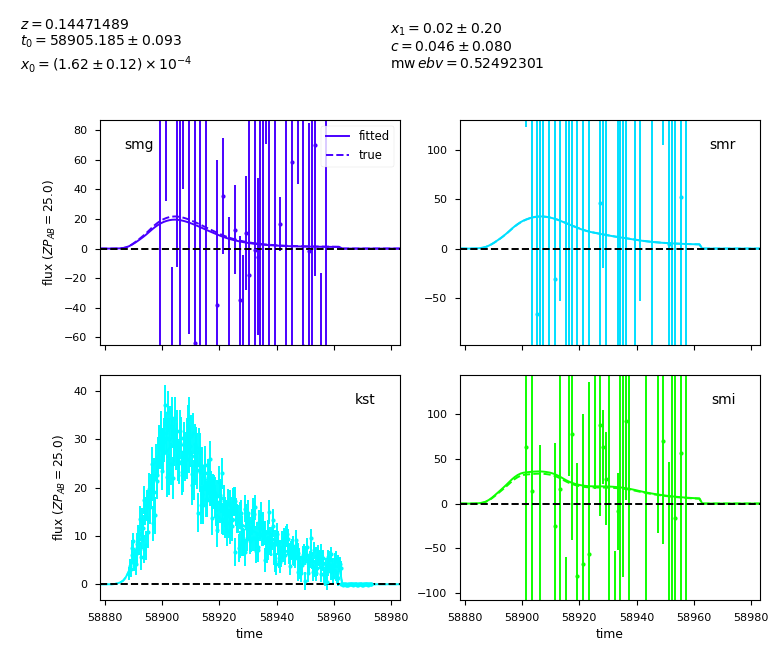 z = 0.14471489
t₀ = 58905.185 ± 0.093
x₀ = (1.62 ± 0.12) × 10⁻⁴
x₁ = 0.02 ± 0.20
c = 0.046 ± 0.080
mw ebv = 0.52492301
smg
fitted
true
80
60
40
20
0
−20
−40
−60
flux (ZP_AB = 25.0)
smr
100
50
0
−50
kst
40
30
20
10
0
flux (ZP_AB = 25.0)
58880 58900 58920 58940 58960 58980
time
smi
100
50
0
−50
−100
58880 58900 58920 58940 58960 58980
time